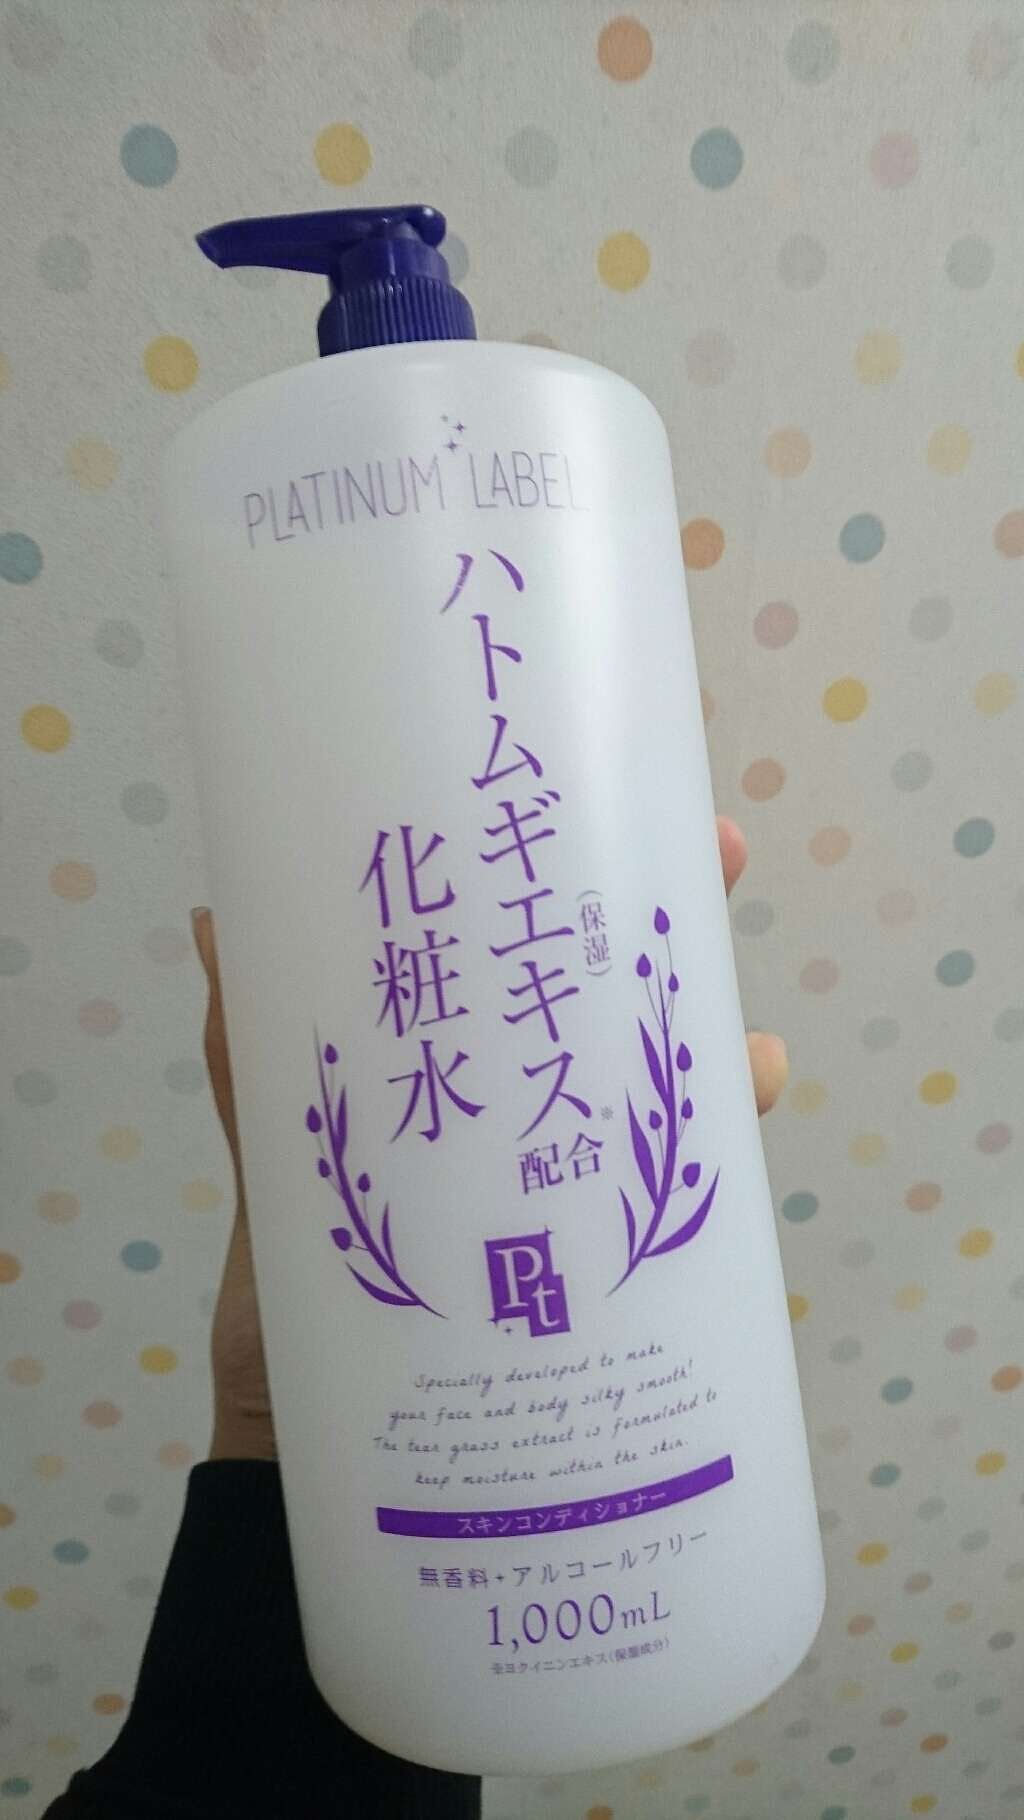 PLATINUM LABEL
ハトムギエキス
(保湿)
※
配合
化粧水
Pt
Specially developed to make
your face and body silky smooth!
The tear grass extract is formulated to
keep moisture within the skin.
スキンコンディショナー
無香料+アルコールフリー
1,000mL
※ヨクイニンエキス(保湿成分)